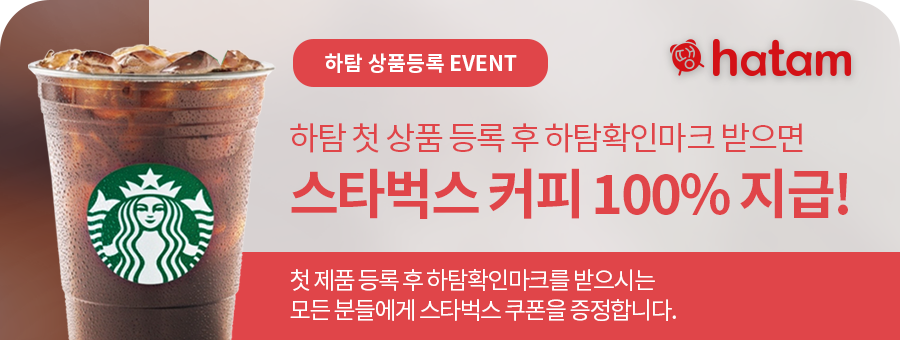 하탐 상품등록 EVENT
hatam
하탐 첫 상품 등록 후 하탐확인마크 받으면
스타벅스 커피 100% 지급!
첫 제품 등록 후 하탐확인마크를 받으시는
모든 분들에게 스타벅스 쿠폰을 증정합니다.